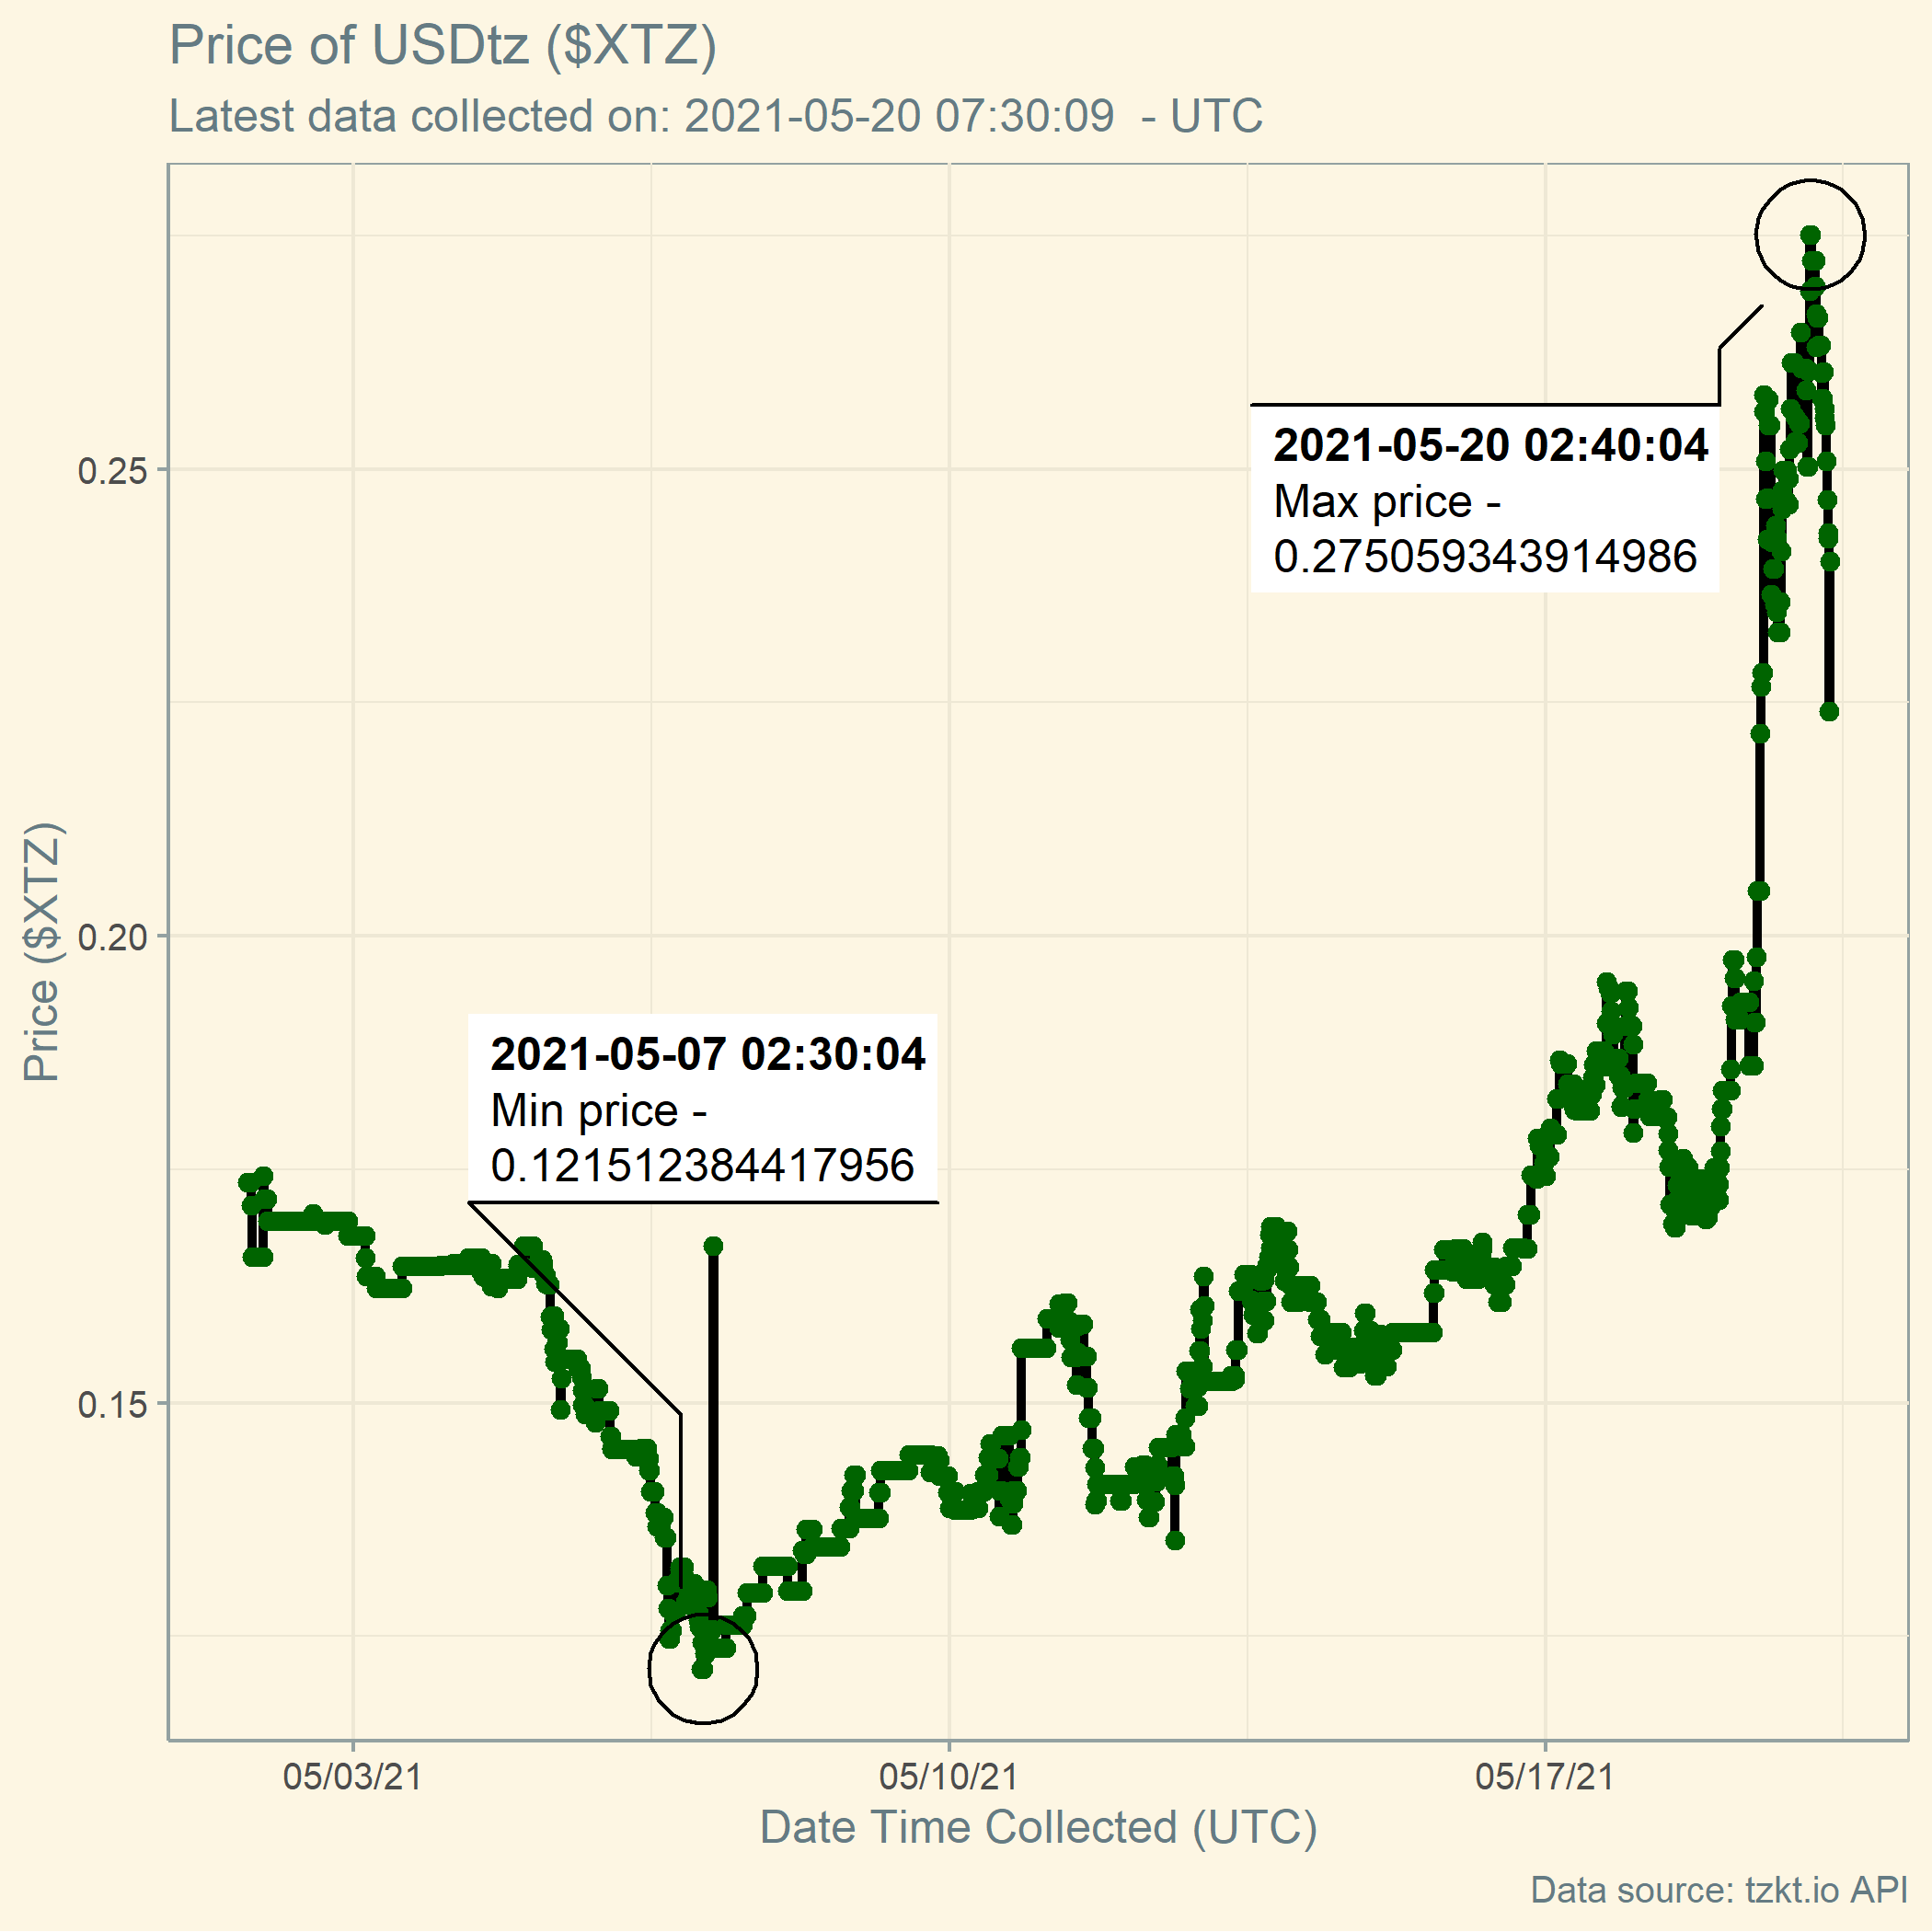 Price of USDtz ($XTZ)
Latest data collected on: 2021-05-20 07:30:09  - UTC
2021-05-20 02:40:04
Max price -
0.275059343914986
2021-05-07 02:30:04
Min price -
0.121512384417956
Price ($XTZ)
0.25
0.20
0.15
05/03/21
05/10/21
05/17/21
Date Time Collected (UTC)
Data source: tzkt.io API